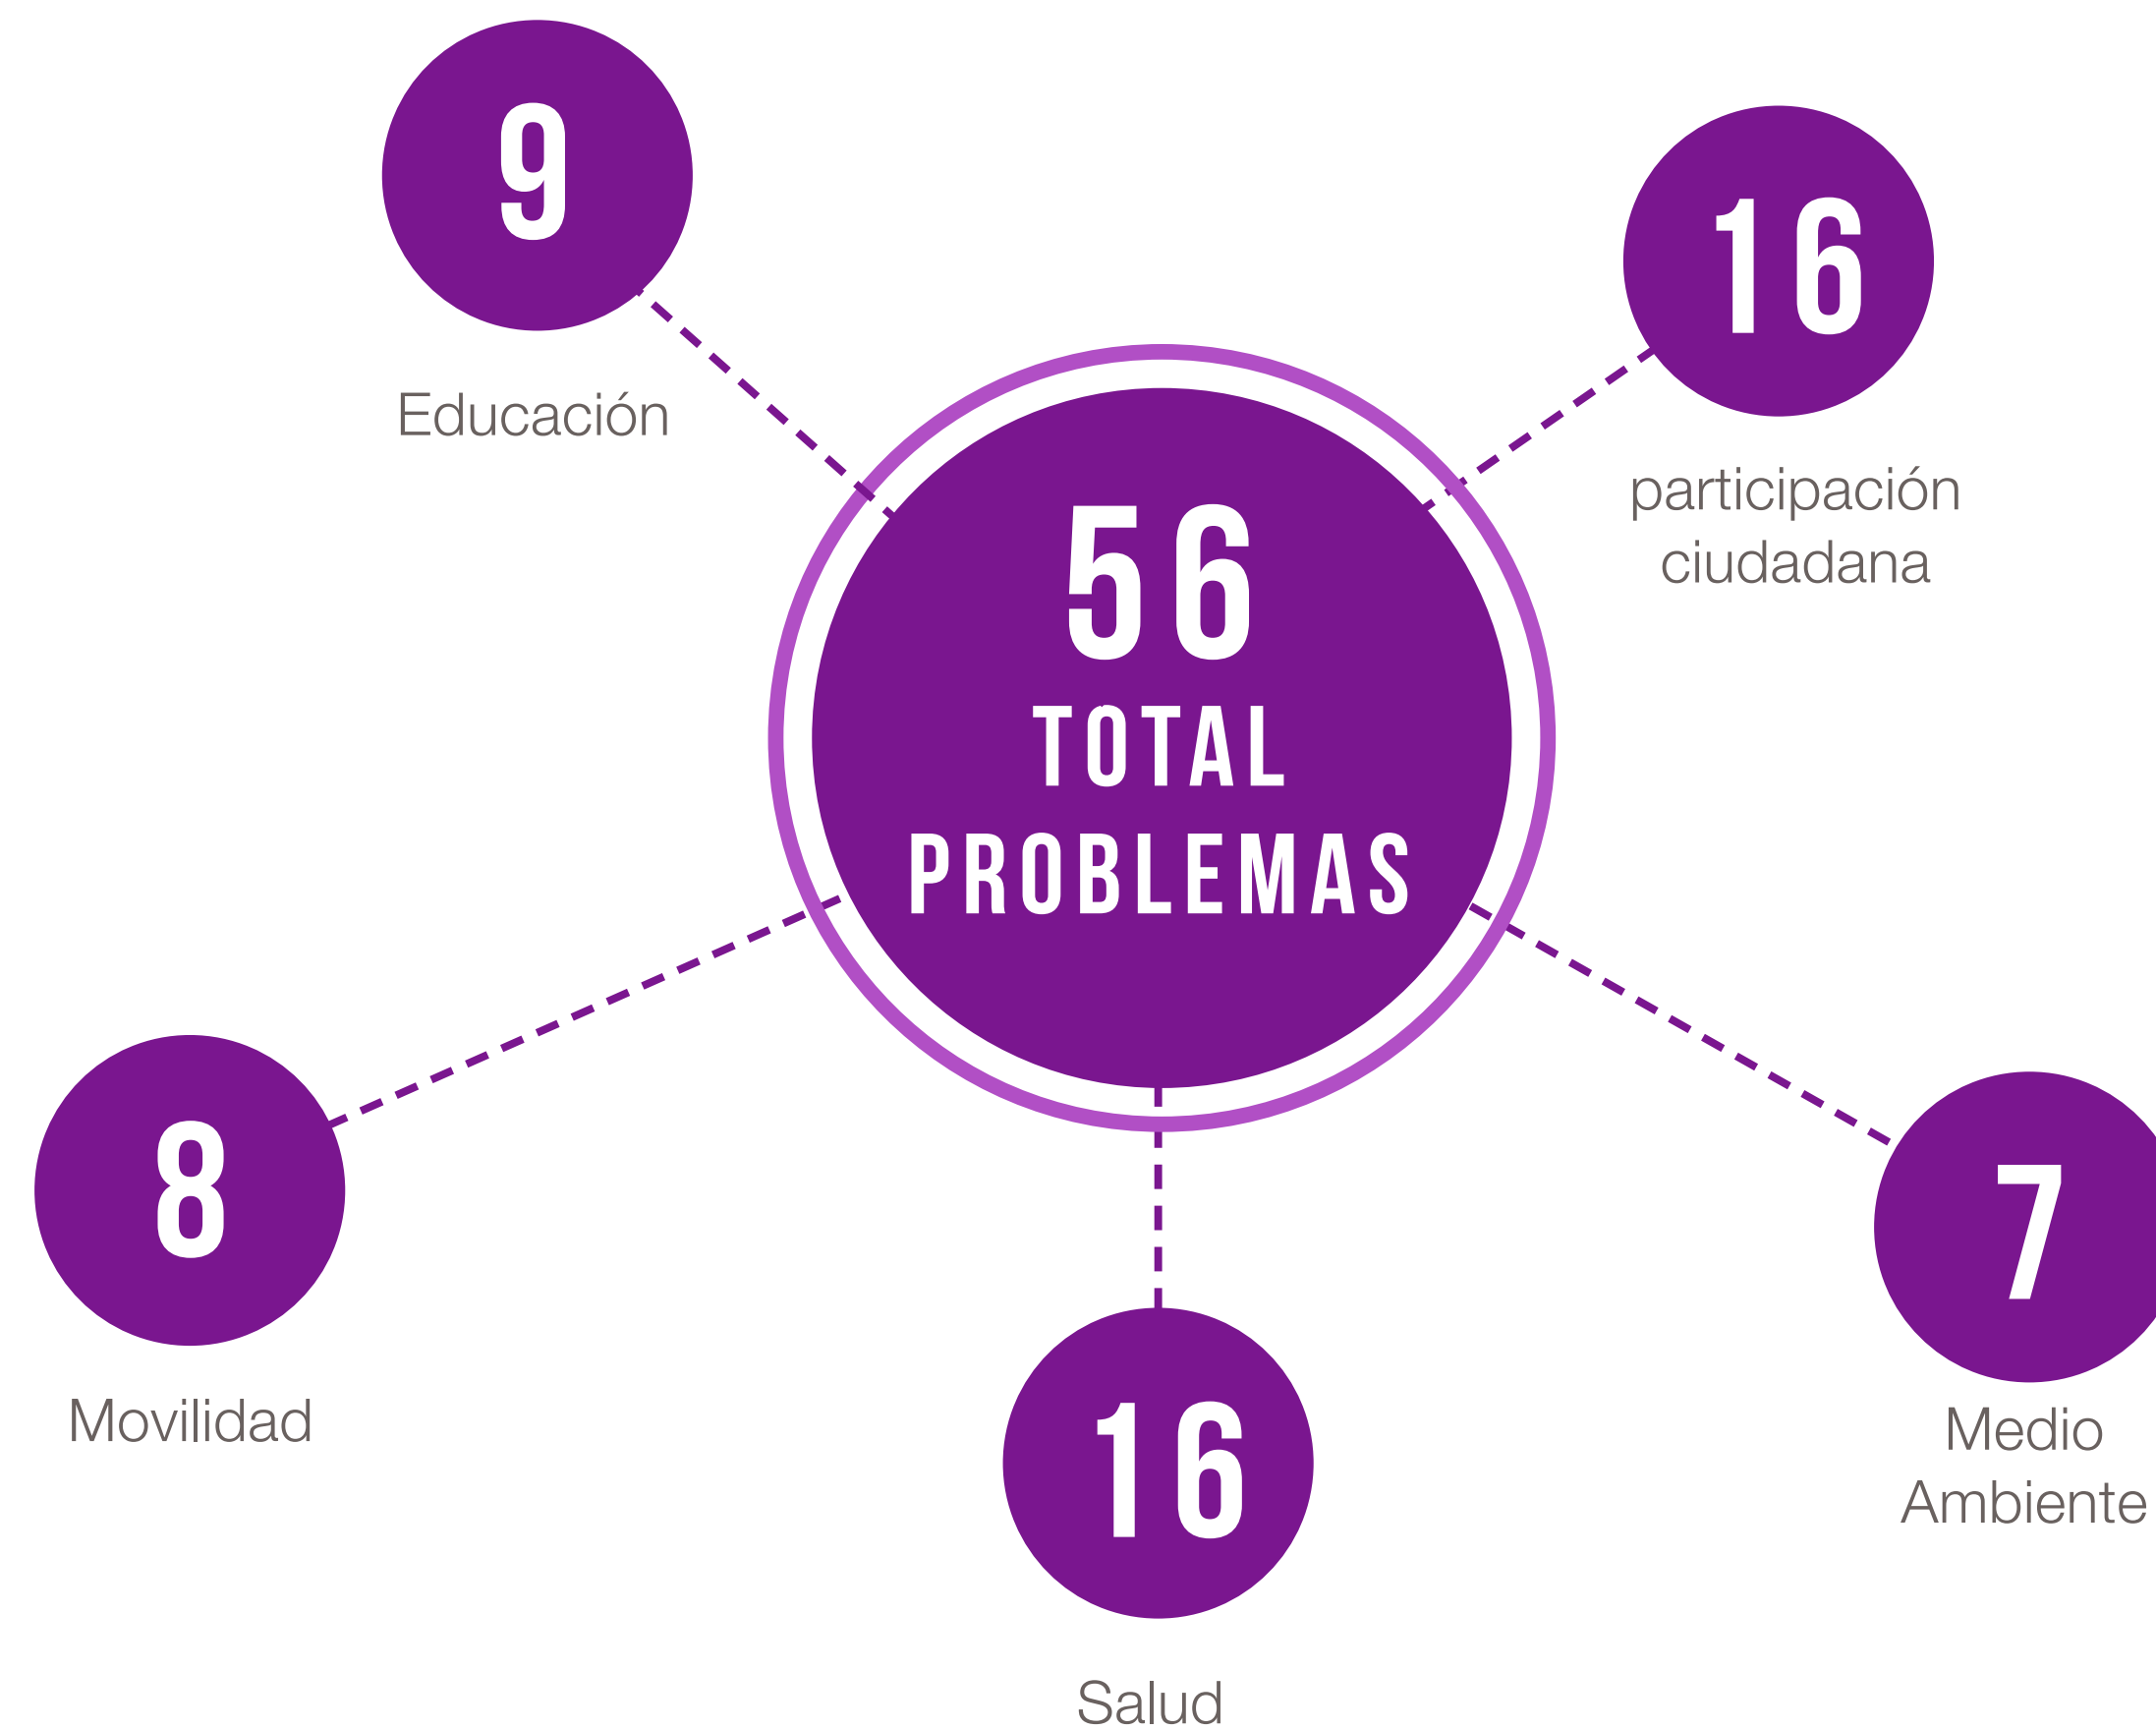 9
Educación
16
participación
ciudadana
56
TOTAL
PROBLEMAS
8
Movilidad
16
Salud
7
Medio
Ambiente